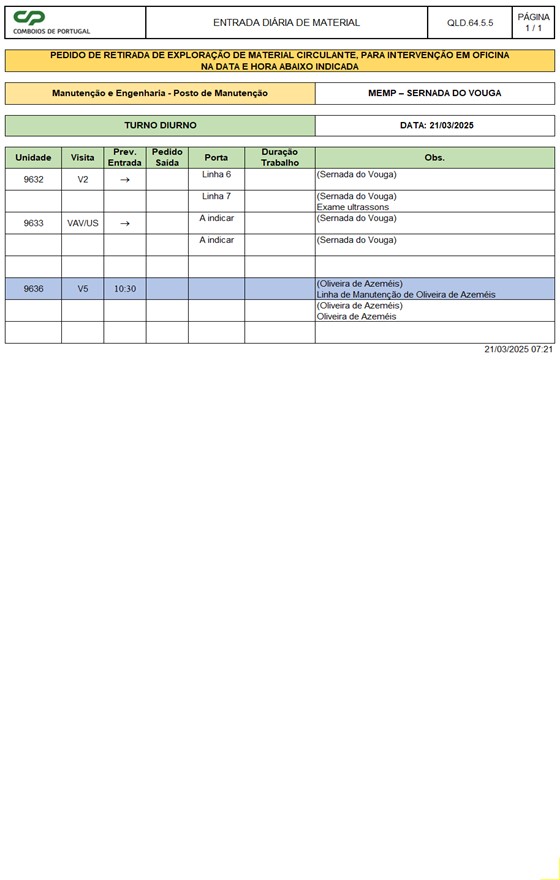 CP
COMBOIOS DE PORTUGAL
ENTRADA DIÁRIA DE MATERIAL
QLD.64.5.5
PÁGINA
1 / 1
PEDIDO DE RETIRADA DE EXPLORAÇÃO DE MATERIAL CIRCULANTE, PARA INTERVENÇÃO EM OFICINA
NA DATA E HORA ABAIXO INDICADA
Manutenção e Engenharia - Posto de Manutenção
MEMP – SERNADA DO VOUGA
TURNO DIURNO
DATA: 21/03/2025
Unidade Visita Prev. Entrada Pedido Saída Porta Duração Trabalho Obs.
9632 V2 → Linha 6 (Sernada do Vouga)
Linha 7 (Sernada do Vouga)
Exame ultrassons
9633 VAV/US → A indicar (Sernada do Vouga)
A indicar (Sernada do Vouga)
9636 V5 10:30 (Oliveira de Azeméis)
Linha de Manutenção de Oliveira de Azeméis
(Oliveira de Azeméis)
Oliveira de Azeméis
21/03/2025 07:21